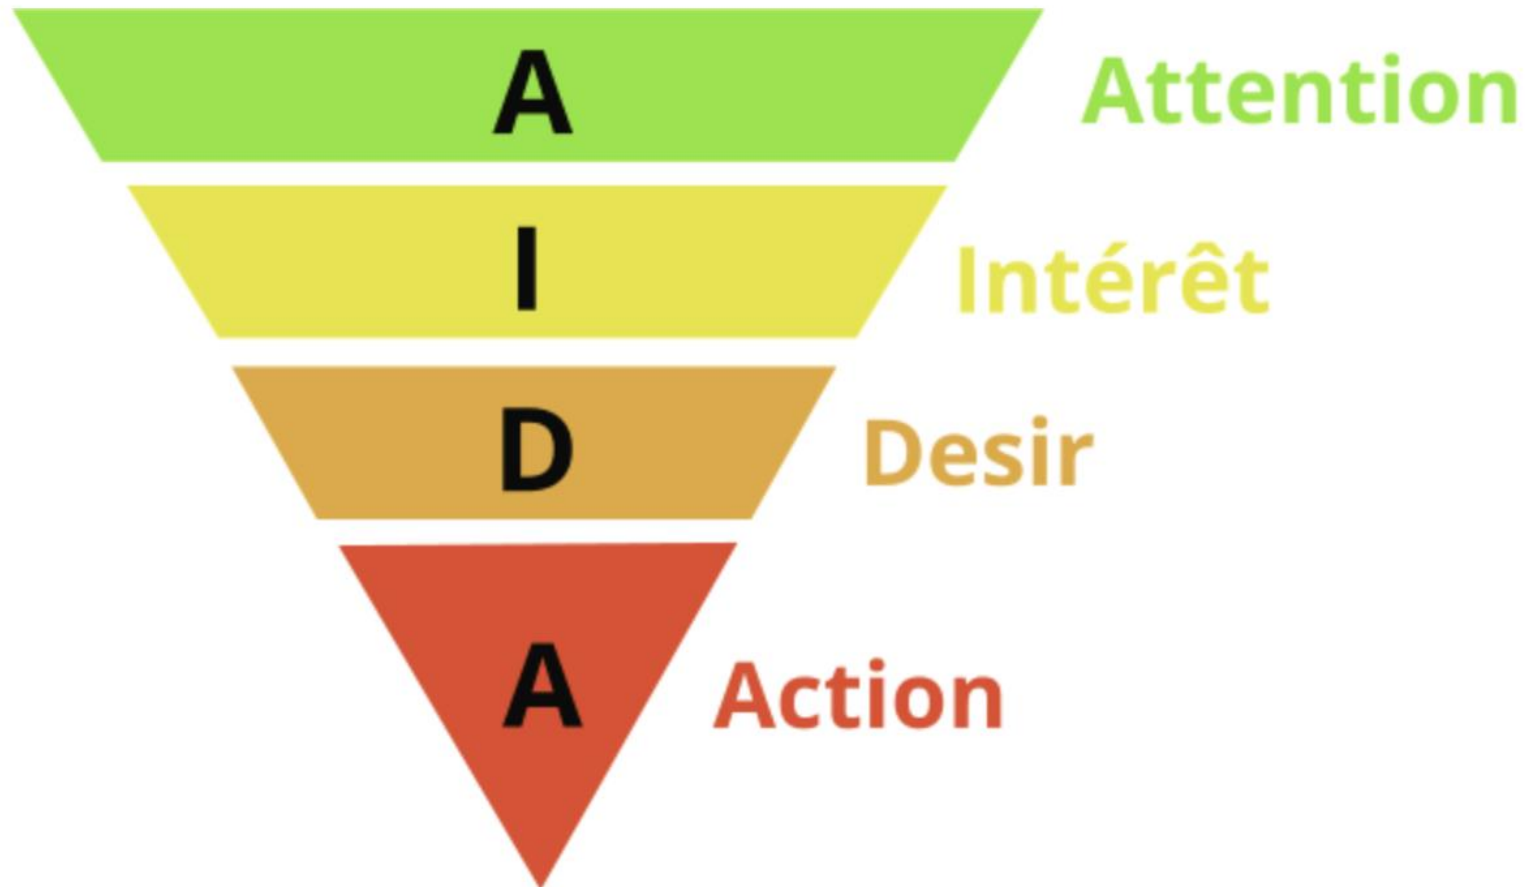 A
Attention
I
Intérêt
D
Desir
A
Action